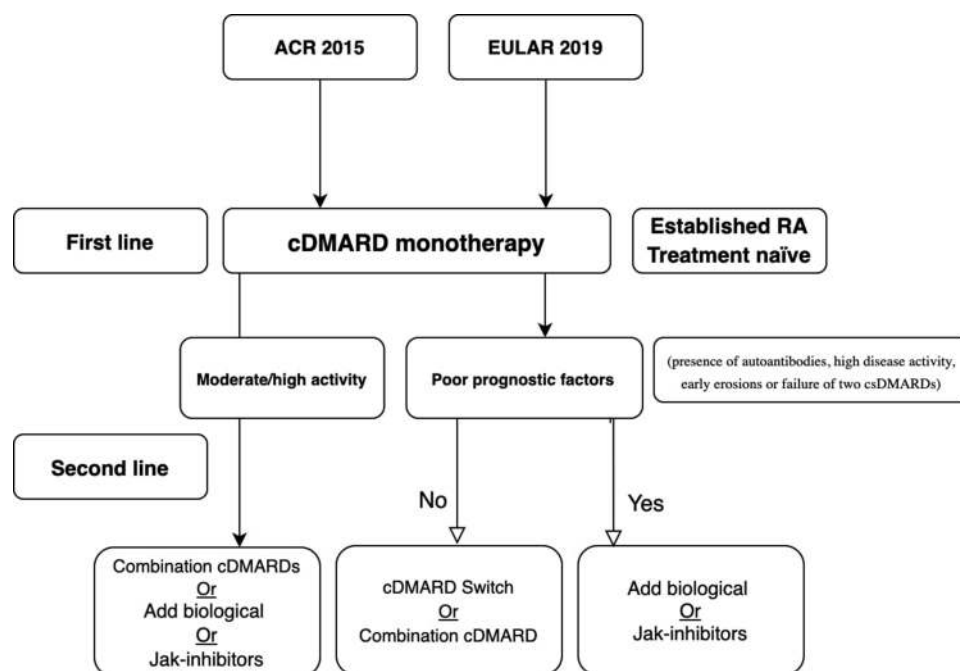 ACR 2015
EULAR 2019
First line
cDMARD monotherapy
Established RA
Treatment naïve
Moderate/high activity
Poor prognostic factors
(presence of autoantibodies, high disease activity,
early erosions or failure of two csDMARDs)
Second line
No
Yes
Combination cDMARDs
Or
Add biological
Or
Jak-inhibitors
cDMARD Switch
Or
Combination cDMARD
Add biological
Or
Jak-inhibitors